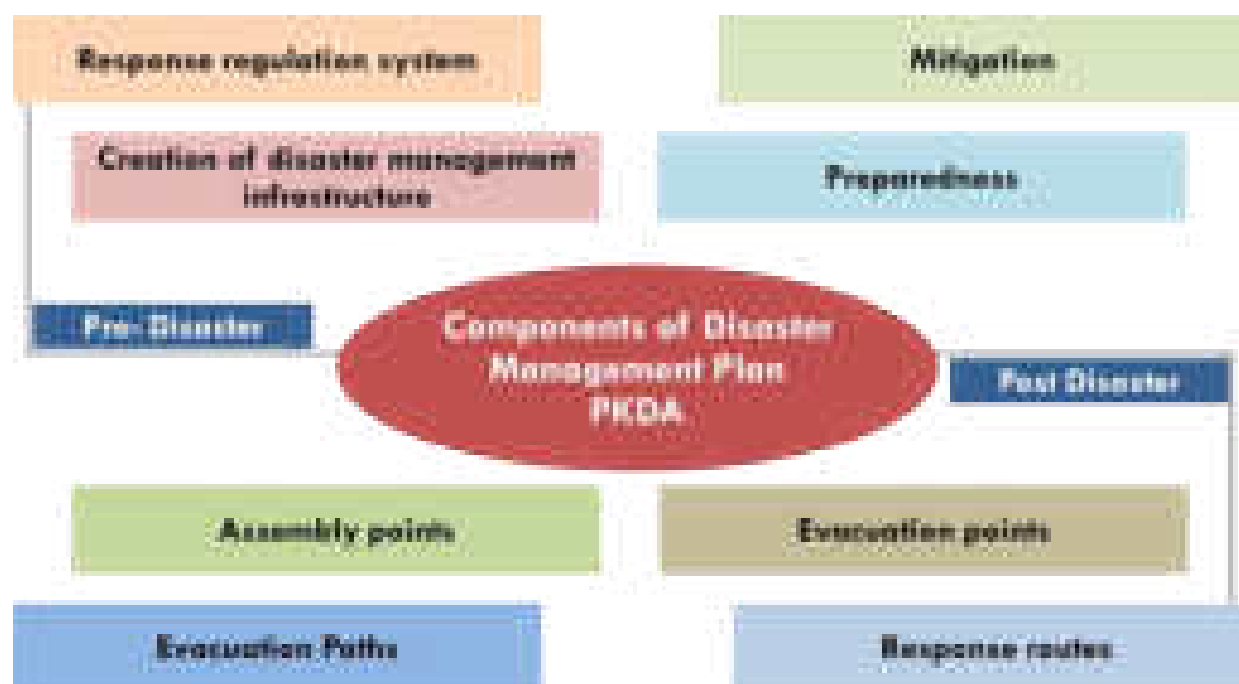 Response regulation system
Mitigation
Creation of disaster management
infrastructure
Preparedness
Pre- Disaster
Components of Disaster
Management Plan
PKDA
Post Disaster
Assembly points
Evacuation points
Evacuation Paths
Response routes